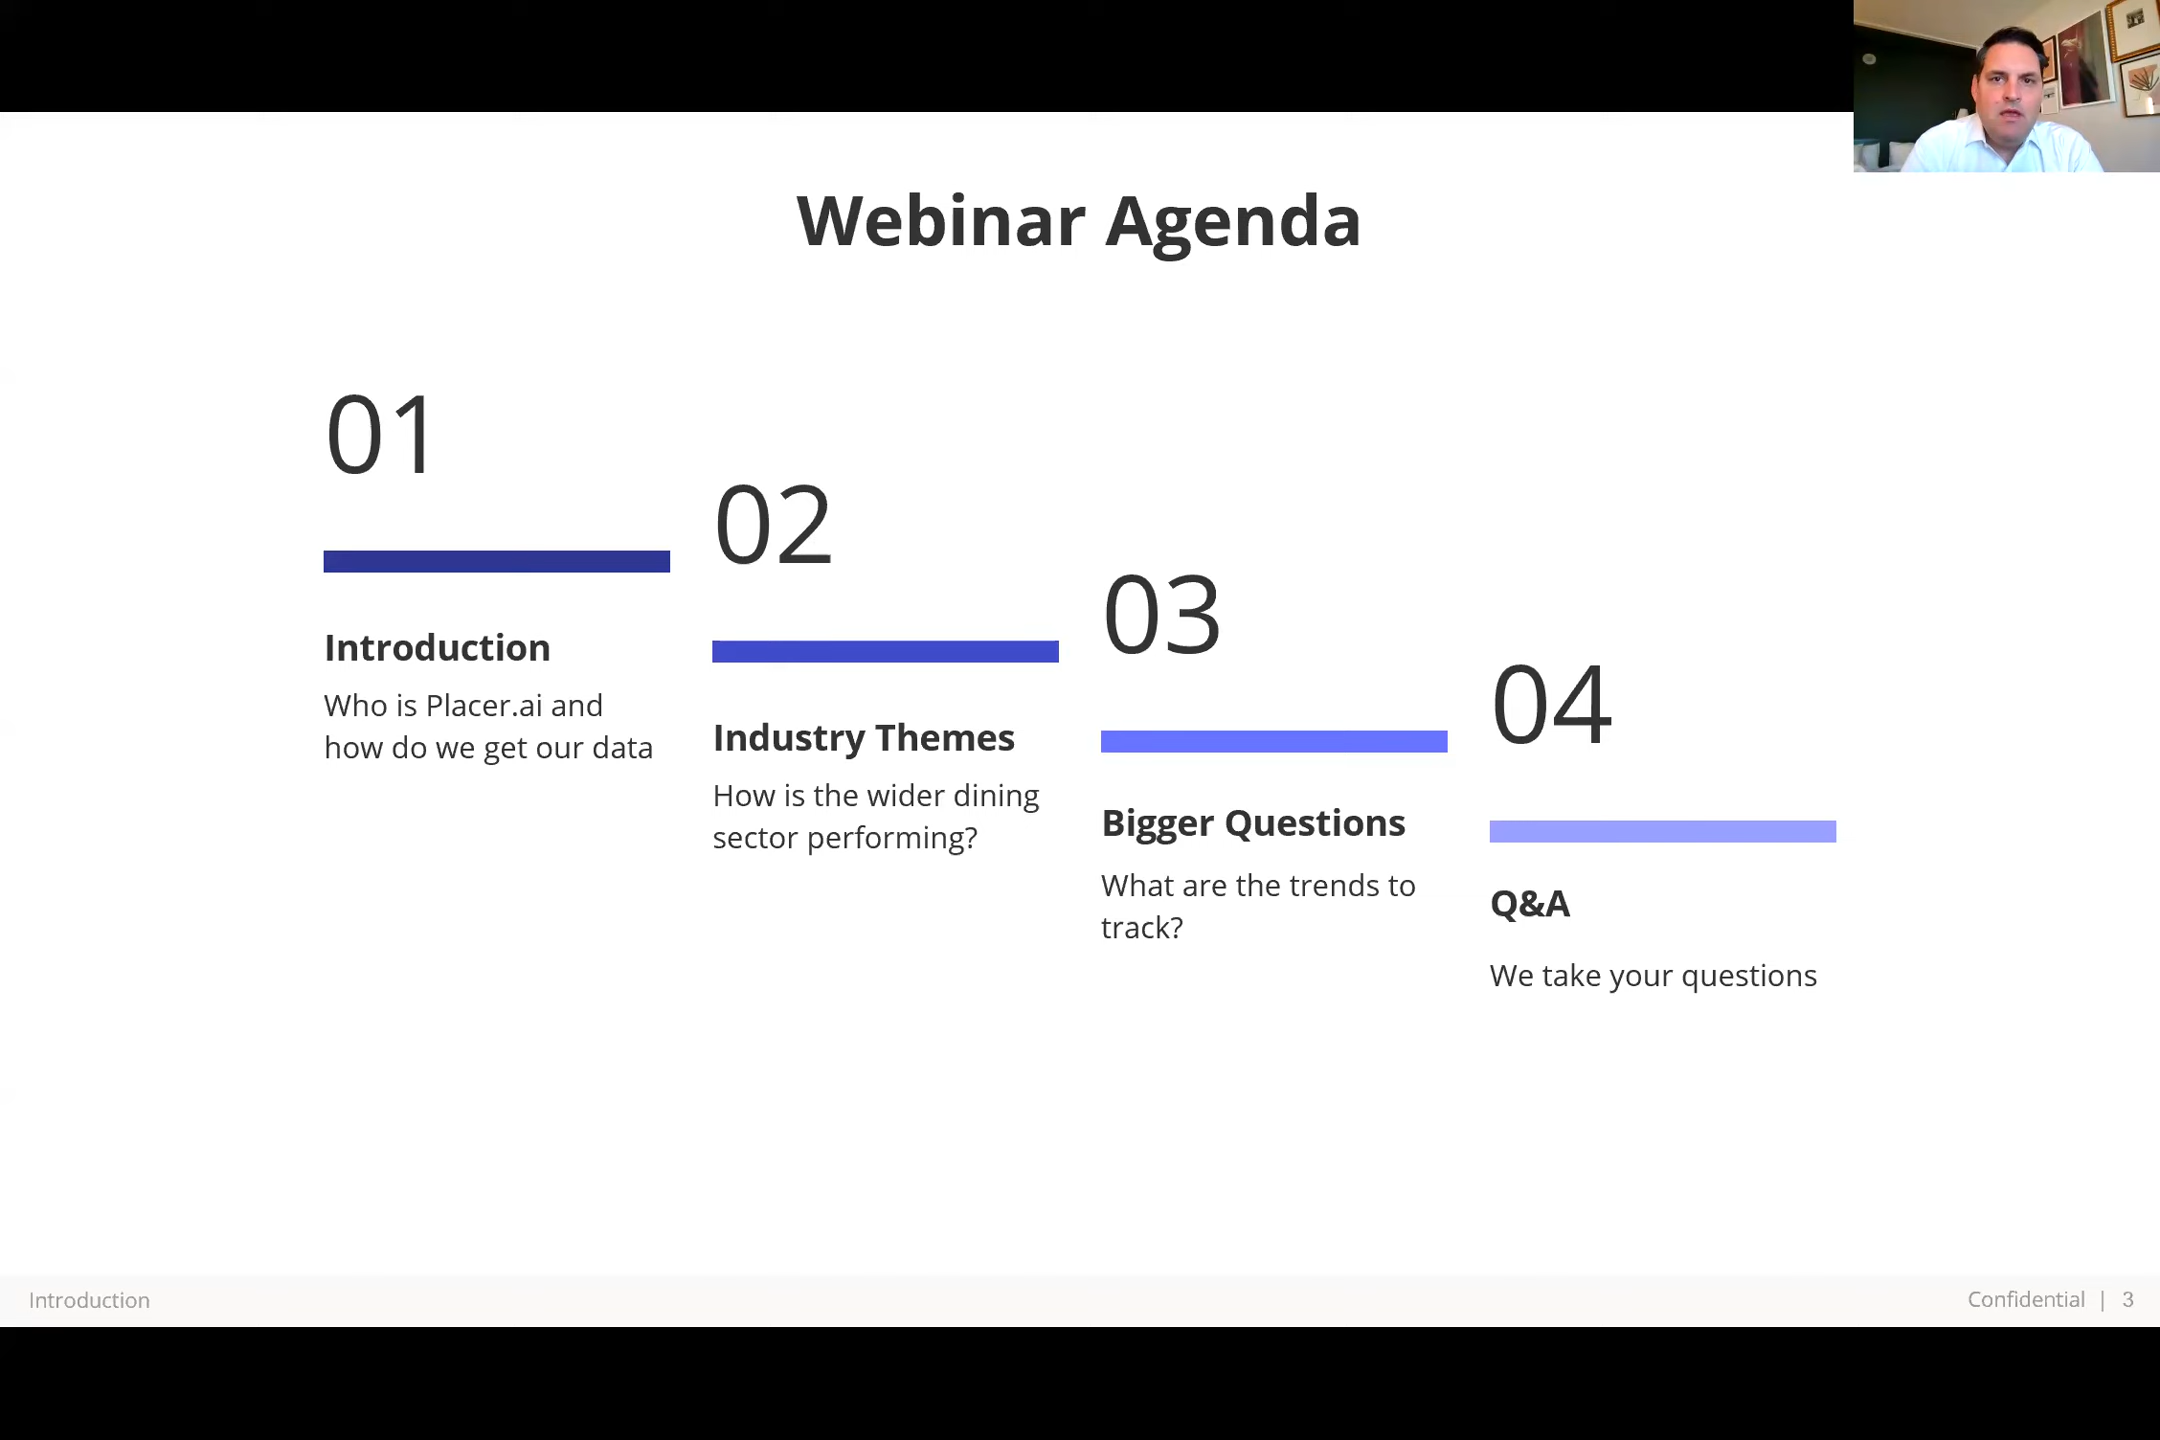 Webinar Agenda
01
Introduction
Who is Placer.ai and
how do we get our data
02
Industry Themes
How is the wider dining
sector performing?
03
Bigger Questions
What are the trends to
track?
04
Q&A
We take your questions
Introduction
Confidential | 3